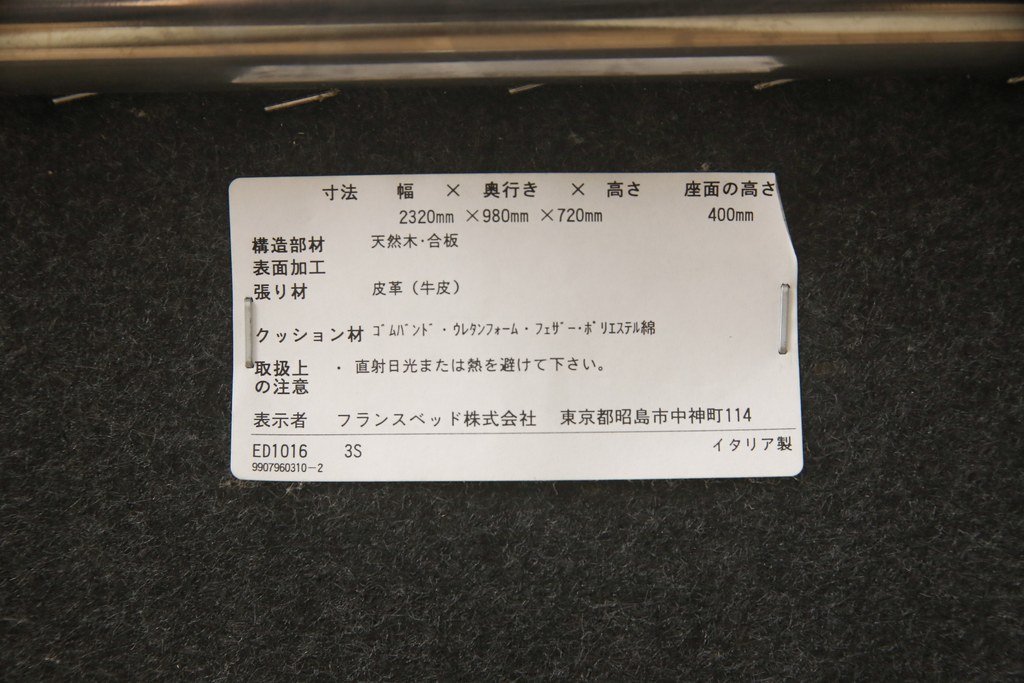 寸法 幅 × 奥行き × 高さ 座面の高さ
2320mm ×980mm ×720mm 400mm
構造部材 天然木・合板
表面加工
張り材 皮革（牛皮）
クッション材 ｺﾞﾑﾊﾞﾝﾄﾞ・ｳﾚﾀﾝﾌｫｰﾑ・ﾌｪｻﾞｰ・ﾎﾟﾘｴｽﾃﾙ綿
取扱上 ・ 直射日光または熱を避けて下さい。
の注意
表示者 フランスベッド株式会社 東京都昭島市中神町114
ED1016 3S イタリア製
9907960310-2